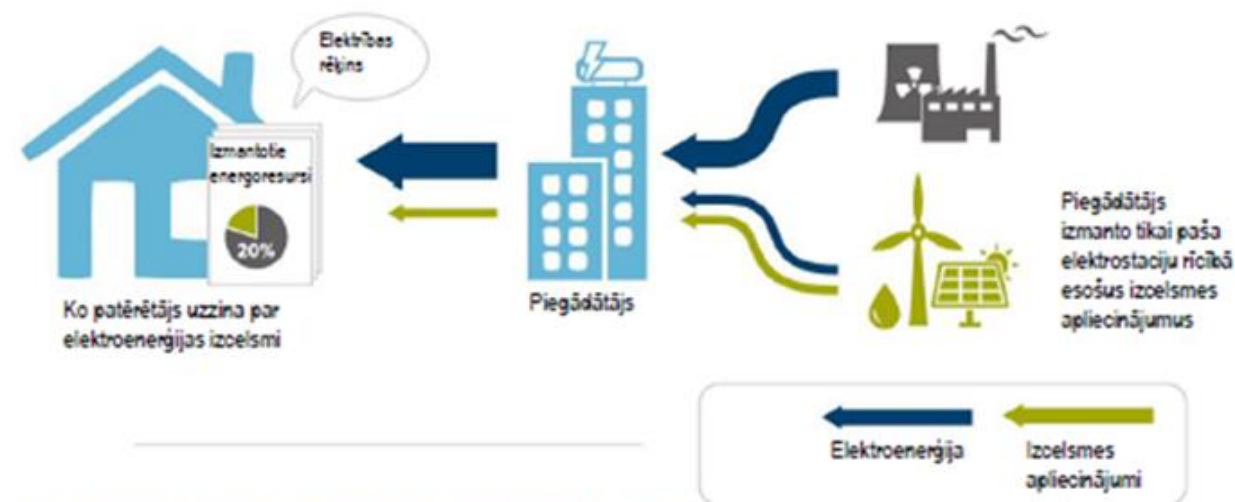 Elektrības
rēķins
Izmantotie
energoresursi
20%
Ko patērētājs uzzina par
elektroenerģijas izcelsmi
Piegādātājs
Piegādātājs
izmanto tikai paša
elektrostaciju rīcībā
esošus izcelsmes
apliecinājumus
Elektroenerģija
Izcelsmes
apliecinājumi